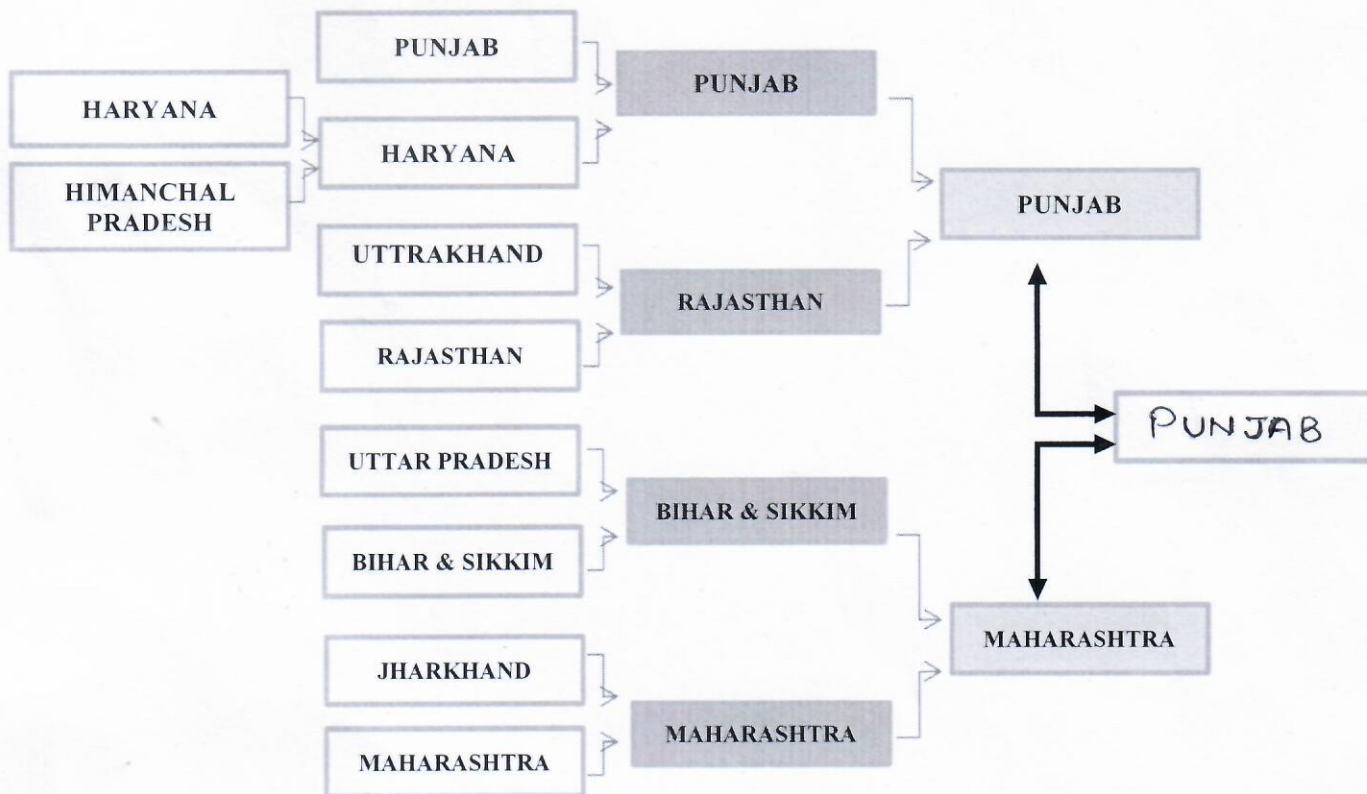 HARYANA
HIMANCHAL
PRADESH
PUNJAB
HARYANA
UTTRAKHAND
RAJASTHAN
UTTAR PRADESH
BIHAR & SIKKIM
JHARKHAND
MAHARASHTRA
PUNJAB
RAJASTHAN
BIHAR & SIKKIM
MAHARASHTRA
PUNJAB
MAHARASHTRA
PUNJAB